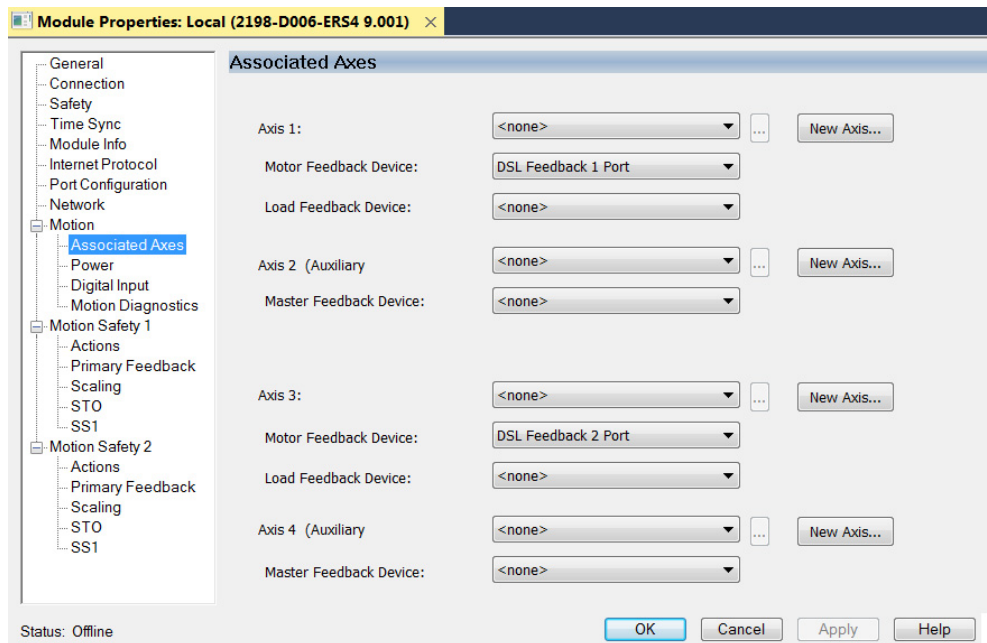 Module Properties: Local (2198-D006-ERS4 9.001) ×
General
Connection
Safety
Time Sync
Module Info
Internet Protocol
Port Configuration
Network
Motion
Associated Axes
Power
Digital Input
Motion Diagnostics
Motion Safety 1
Actions
Primary Feedback
Scaling
STO
SS1
Motion Safety 2
Actions
Primary Feedback
Scaling
STO
SS1
Associated Axes
Axis 1: <none> ... New Axis...
Motor Feedback Device: DSL Feedback 1 Port
Load Feedback Device: <none>
Axis 2 (Auxiliary <none> ... New Axis...
Master Feedback Device: <none>
Axis 3: <none> ... New Axis...
Motor Feedback Device: DSL Feedback 2 Port
Load Feedback Device: <none>
Axis 4 (Auxiliary <none> ... New Axis...
Master Feedback Device: <none>
Status: Offline OK Cancel Apply Help